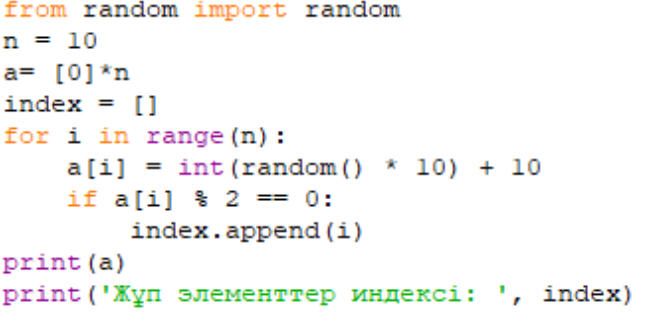 from random import random
n = 10
a= [0]*n
index = []
for i in range(n):
    a[i] = int(random() * 10) + 10
    if a[i] % 2 == 0:
        index.append(i)
print(a)
print('Жұп элементтер индексі: ', index)